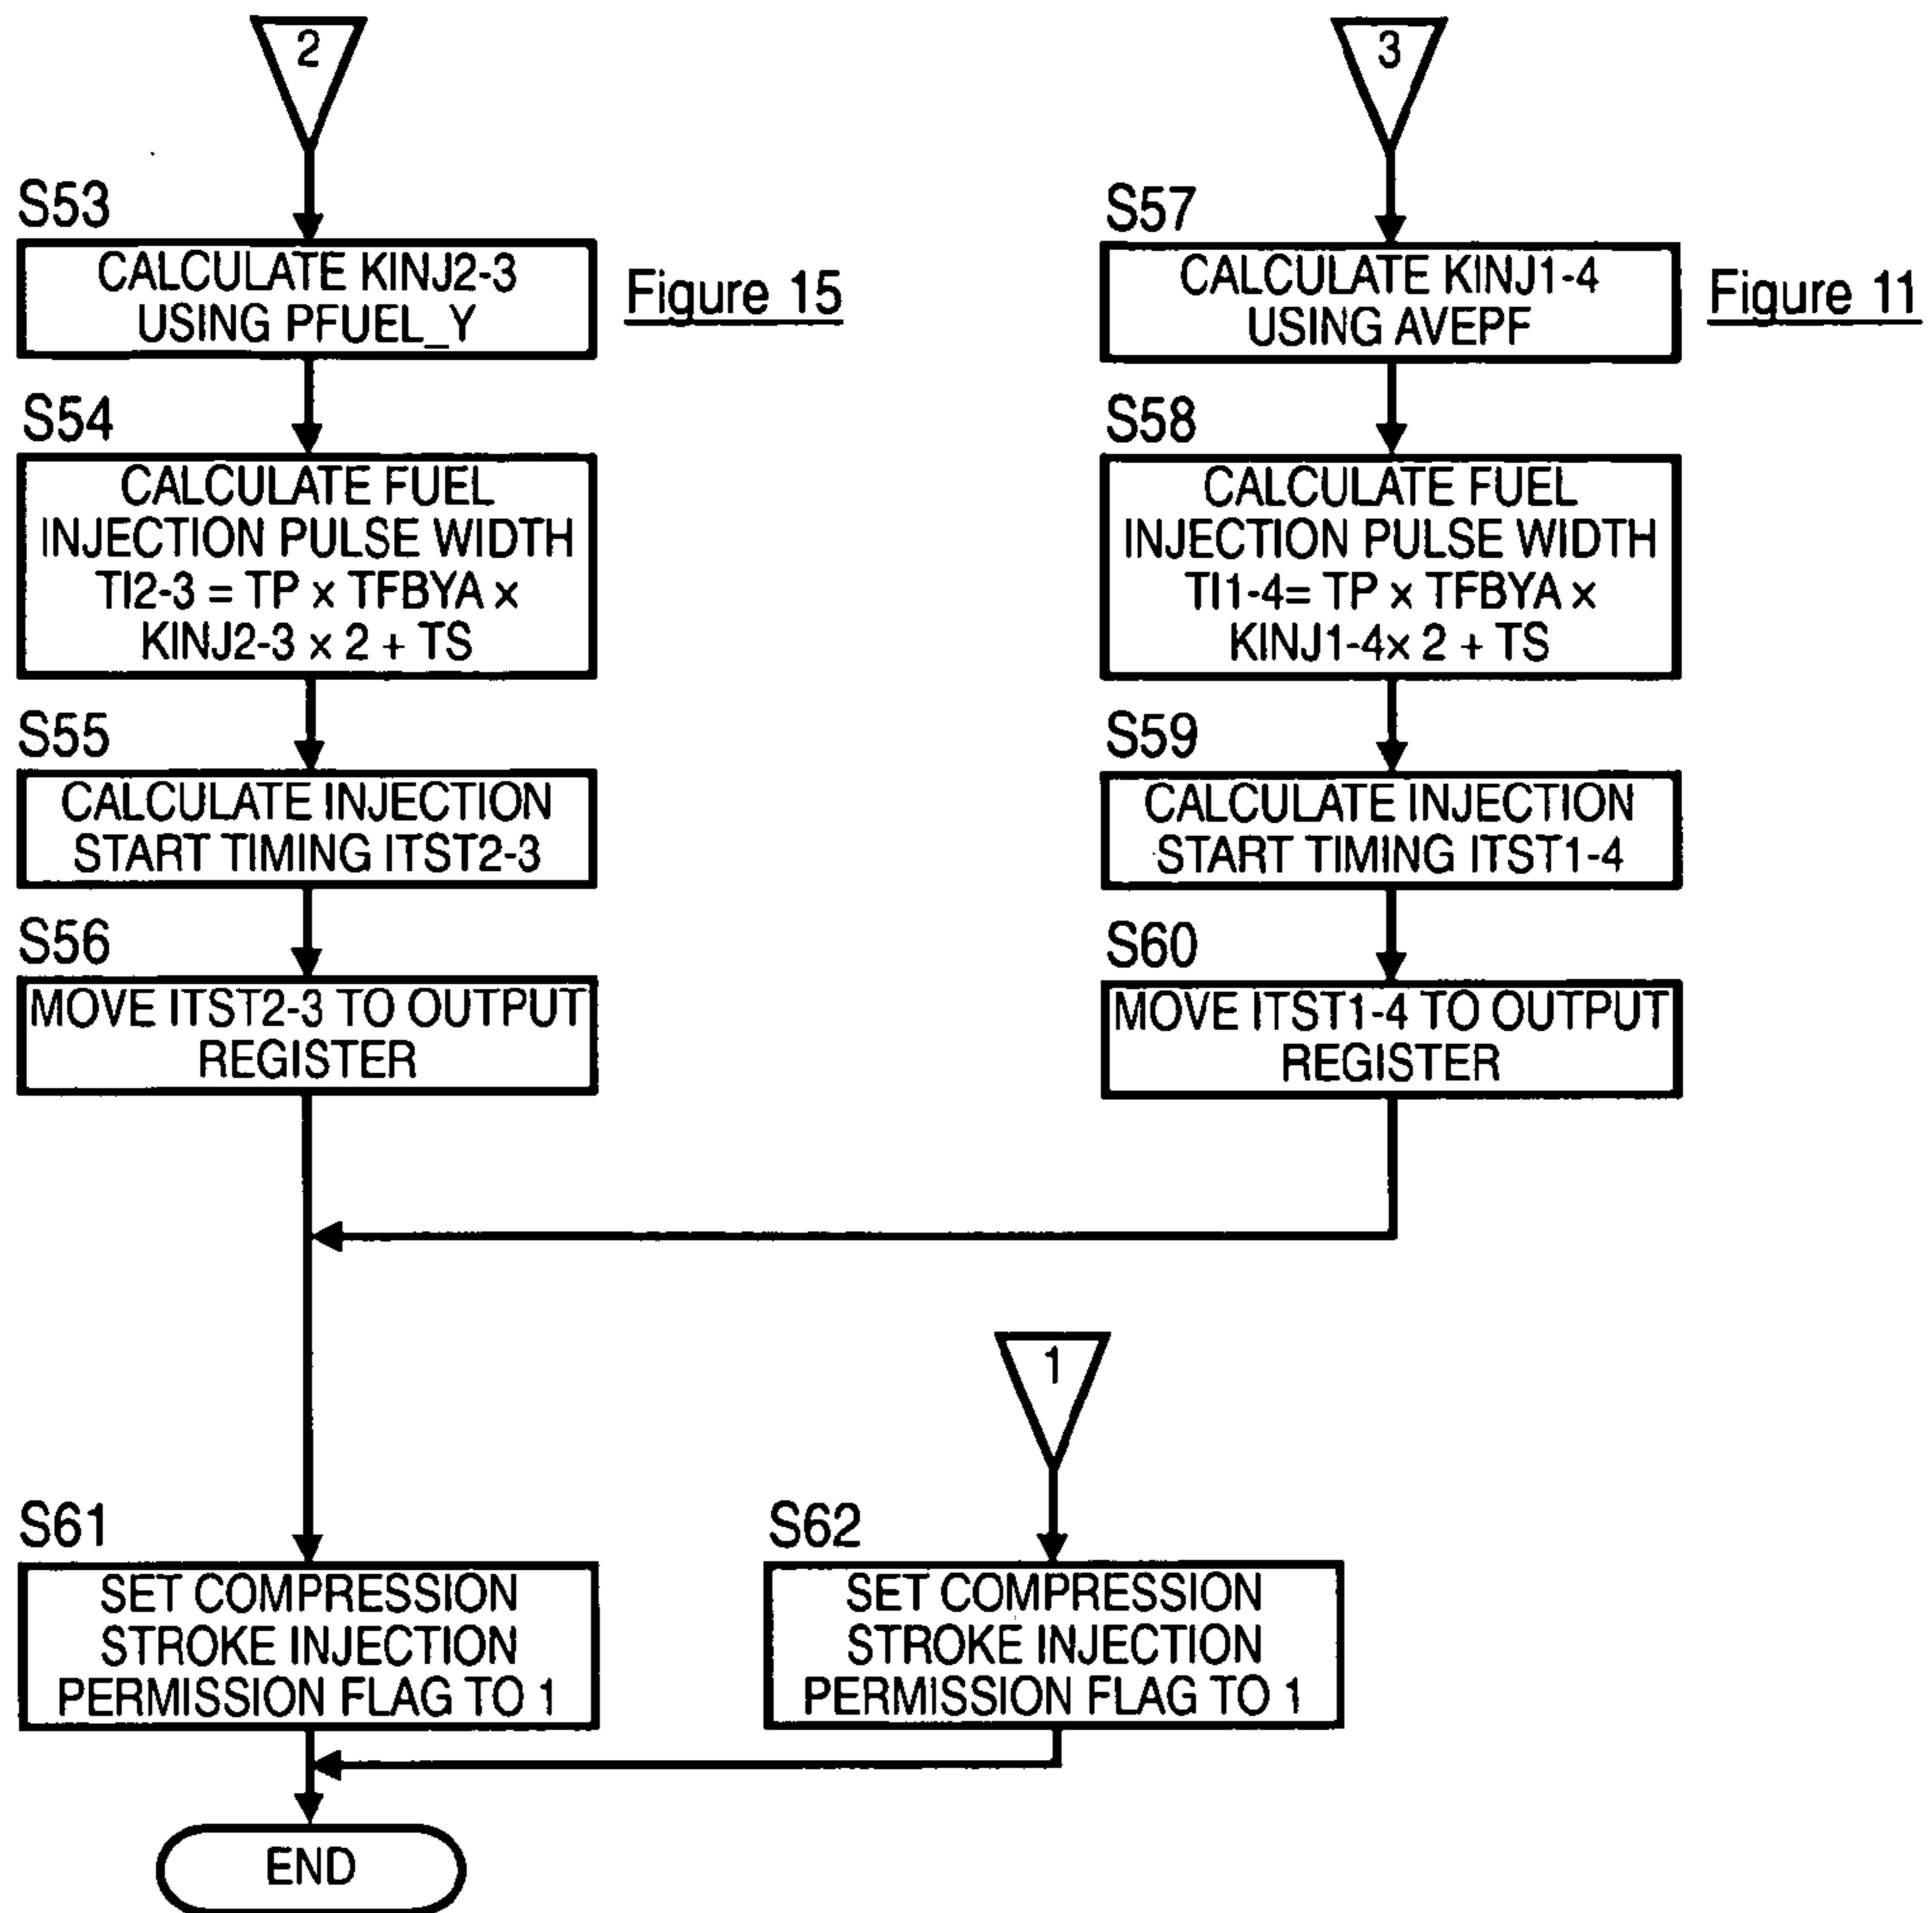 2
S53
CALCULATE KINJ2-3
USING PFUEL_Y
Figure 15
S54
CALCULATE FUEL
INJECTION PULSE WIDTH
TI2-3 = TP x TFBYA x
KINJ2-3 x 2 + TS
S55
CALCULATE INJECTION
START TIMING ITST2-3
S56
MOVE ITST2-3 TO OUTPUT
REGISTER
3
S57
CALCULATE KINJ1-4
USING AVEPF
Figure 11
S58
CALCULATE FUEL
INJECTION PULSE WIDTH
TI1-4= TP x TFBYA x
KINJ1-4x 2 + TS
S59
CALCULATE INJECTION
START TIMING ITST1-4
S60
MOVE ITST1-4 TO OUTPUT
REGISTER
S61
SET COMPRESSION
STROKE INJECTION
PERMISSION FLAG TO 1
1
S62
SET COMPRESSION
STROKE INJECTION
PERMISSION FLAG TO 1
END